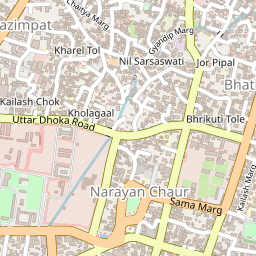 Chaitya Marg
azimpat
Gyandip Marg
Kharel Tol
Nil Sarsaswati
Jor Pipal
Bhat
Kailash Chok
Kholagaal
Uttar Dhoka Road
Bhrikuti Tole
Narayan Chaur
Sama Marg
Kailash Marg